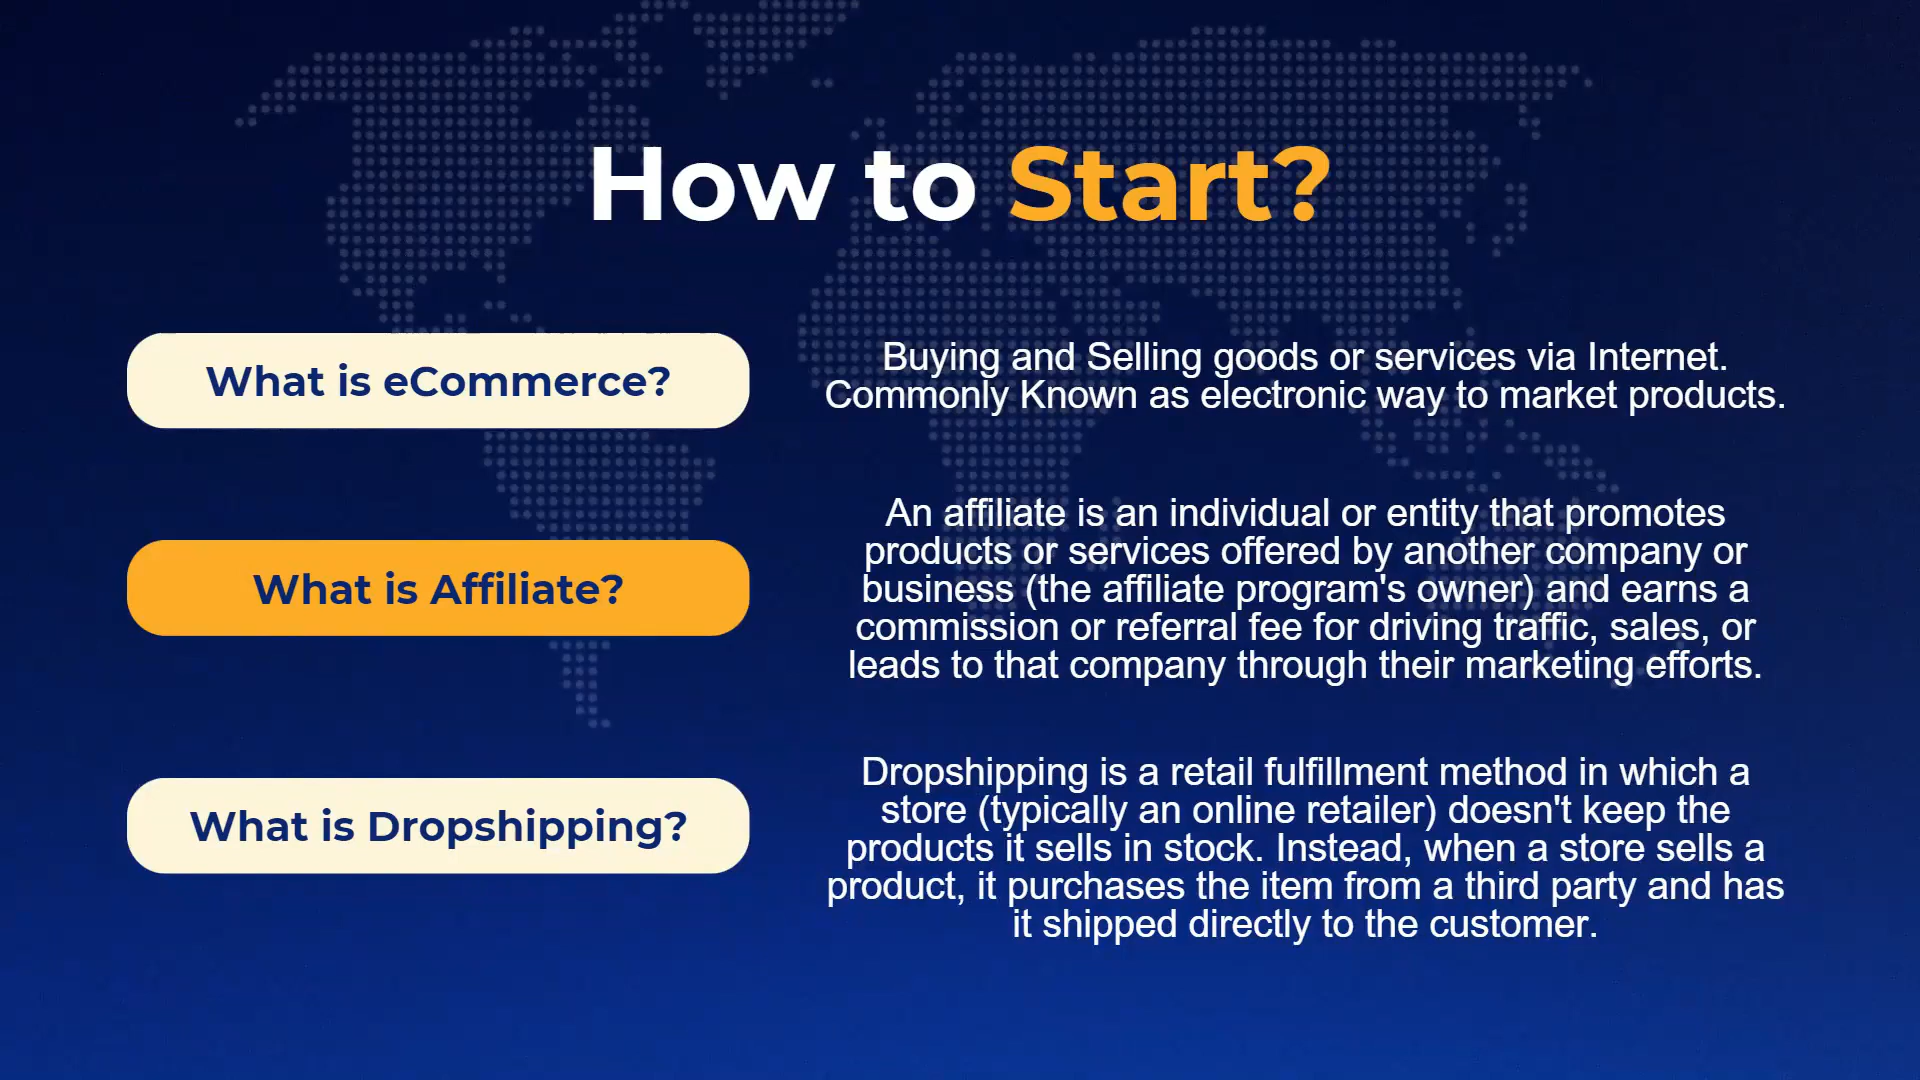 How to Start?
What is eCommerce?
Buying and Selling goods or services via Internet.
Commonly Known as electronic way to market products.
What is Affiliate?
An affiliate is an individual or entity that promotes
products or services offered by another company or
business (the affiliate program's owner) and earns a
commission or referral fee for driving traffic, sales, or
leads to that company through their marketing efforts.
What is Dropshipping?
Dropshipping is a retail fulfillment method in which a
store (typically an online retailer) doesn't keep the
products it sells in stock. Instead, when a store sells a
product, it purchases the item from a third party and has
it shipped directly to the customer.